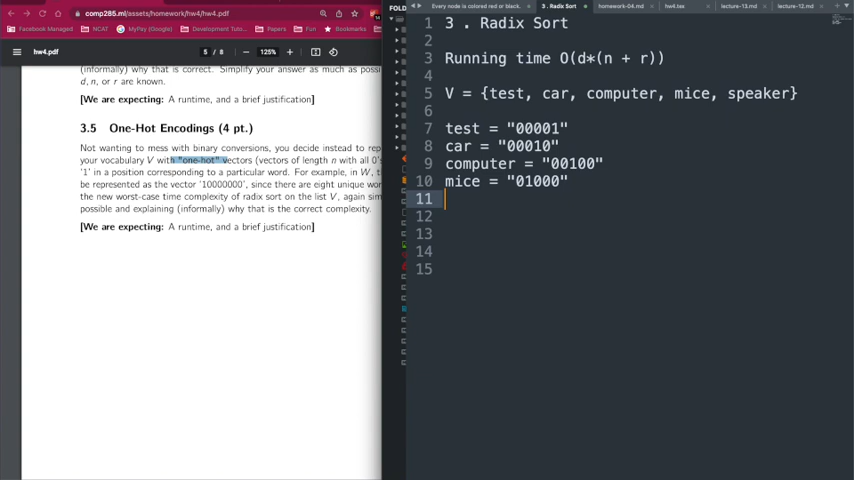 comp285.ml/assets/homework/hw4/hw4.pdf
Facebook Managed
NCAT
MyPay (Google)
Development Tuto...
Papers
Fun
Bookmarks
hw4.pdf
5 / 8
125%
(informally) why that is correct. Simplify your answer as much as possi
d, n, or r are known.
[We are expecting: A runtime, and a brief justification]
3.5 One-Hot Encodings (4 pt.)
Not wanting to mess with binary conversions, you decide instead to rep
your vocabulary V with "one-hot" vectors (vectors of length n with all 0's
'1' in a position corresponding to a particular word. For example, in W, t
be represented as the vector '10000000', since there are eight unique wor
the new worst-case time complexity of radix sort on the list V, again sim
possible and explaining (informally) why that is the correct complexity.
[We are expecting: A runtime, and a brief justification]
FOLD
Every node is colored red or black.
3. Radix Sort
homework-04.md
hw4.tex
lecture-13.md
lecture-12.md
1 3 . Radix Sort
2
3 Running time O(d*(n + r))
4
5 V = {test, car, computer, mice, speaker}
6
7 test = "00001"
8 car = "00010"
9 computer = "00100"
10 mice = "01000"
11
12
13
14
15